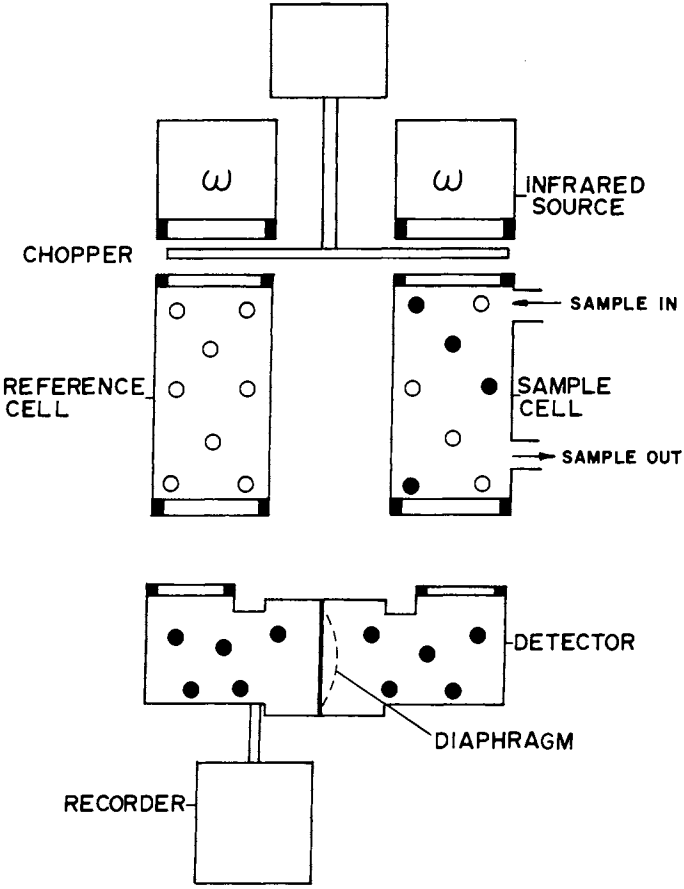 ω
ω
INFRARED
SOURCE
CHOPPER
SAMPLE IN
REFERENCE
CELL
SAMPLE
CELL
SAMPLE OUT
DETECTOR
DIAPHRAGM
RECORDER